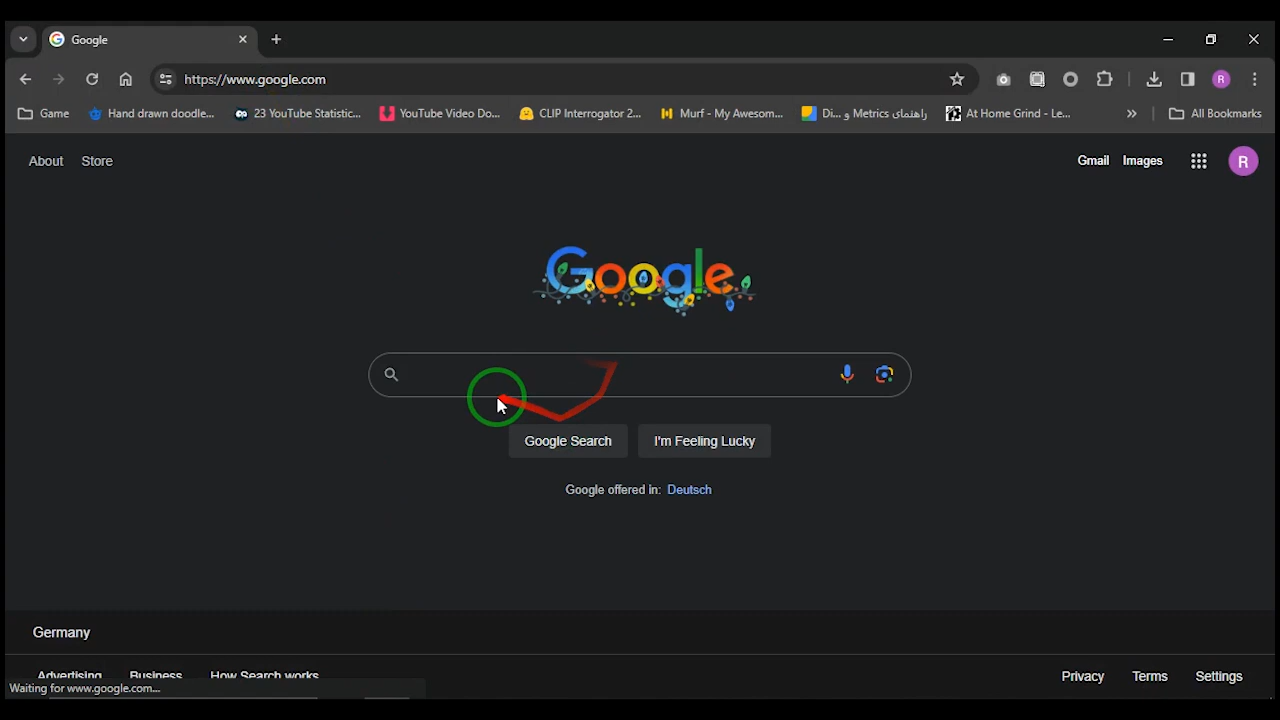 Google
https://www.google.com
Game
Hand drawn doodle...
23 YouTube Statistic...
YouTube Video Do...
CLIP Interrogator 2...
Murf - My Awesom...
راهنمای Metrics و Di...
At Home Grind - Le...
All Bookmarks
About Store
Gmail Images
R
Google
Google Search
I'm Feeling Lucky
Google offered in: Deutsch
Germany
Advertising Business How Search works
Privacy Terms Settings
Waiting for www.google.com...